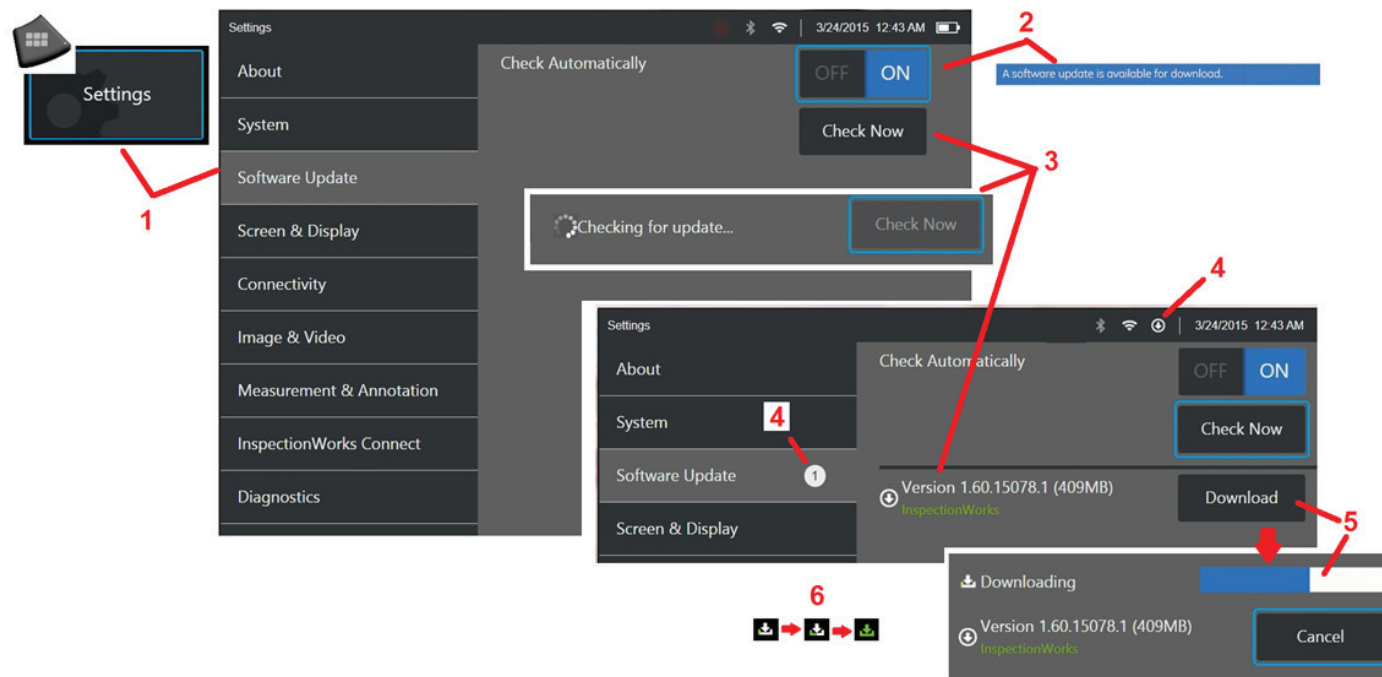 Settings
1
Settings
3/24/2015 12:43 AM
About
System
Software Update
Screen & Display
Connectivity
Image & Video
Measurement & Annotation
InspectionWorks Connect
Diagnostics
Check Automatically
OFF ON
Check Now
2
A software update is available for download.
3
Checking for update...
Check Now
4
Settings
3/24/2015 12:43 AM
About
System
4
Software Update
1
Screen & Display
Check Automatically
OFF ON
Check Now
Version 1.60.15078.1 (409MB)
InspectionWorks
Download
5
Downloading
Version 1.60.15078.1 (409MB)
InspectionWorks
Cancel
6